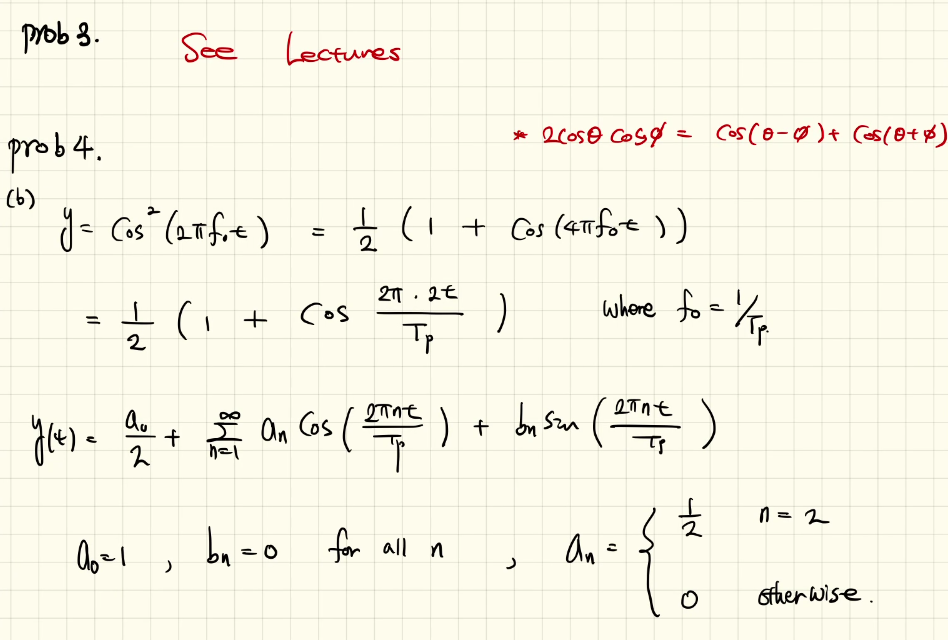 prob 3.
See Lectures
* 2cosθ cosφ = cos(θ-φ)+ cos(θ+φ)
prob 4.
(b)
y = cos²(2πf₀t) = 1/2 ( 1 + cos(4πf₀t))
= 1/2 ( 1 + cos 2π · 2t / Tp ) where f₀ = 1/Tp.
y(t) = a₀/2 + ∑_{n=1}^{∞} aₙ cos( 2πnt / Tp ) + bₙ sin ( 2πnt / Tp )
a₀=1 , bₙ = 0 for all n , aₙ = { 1/2 n = 2
0 otherwise.